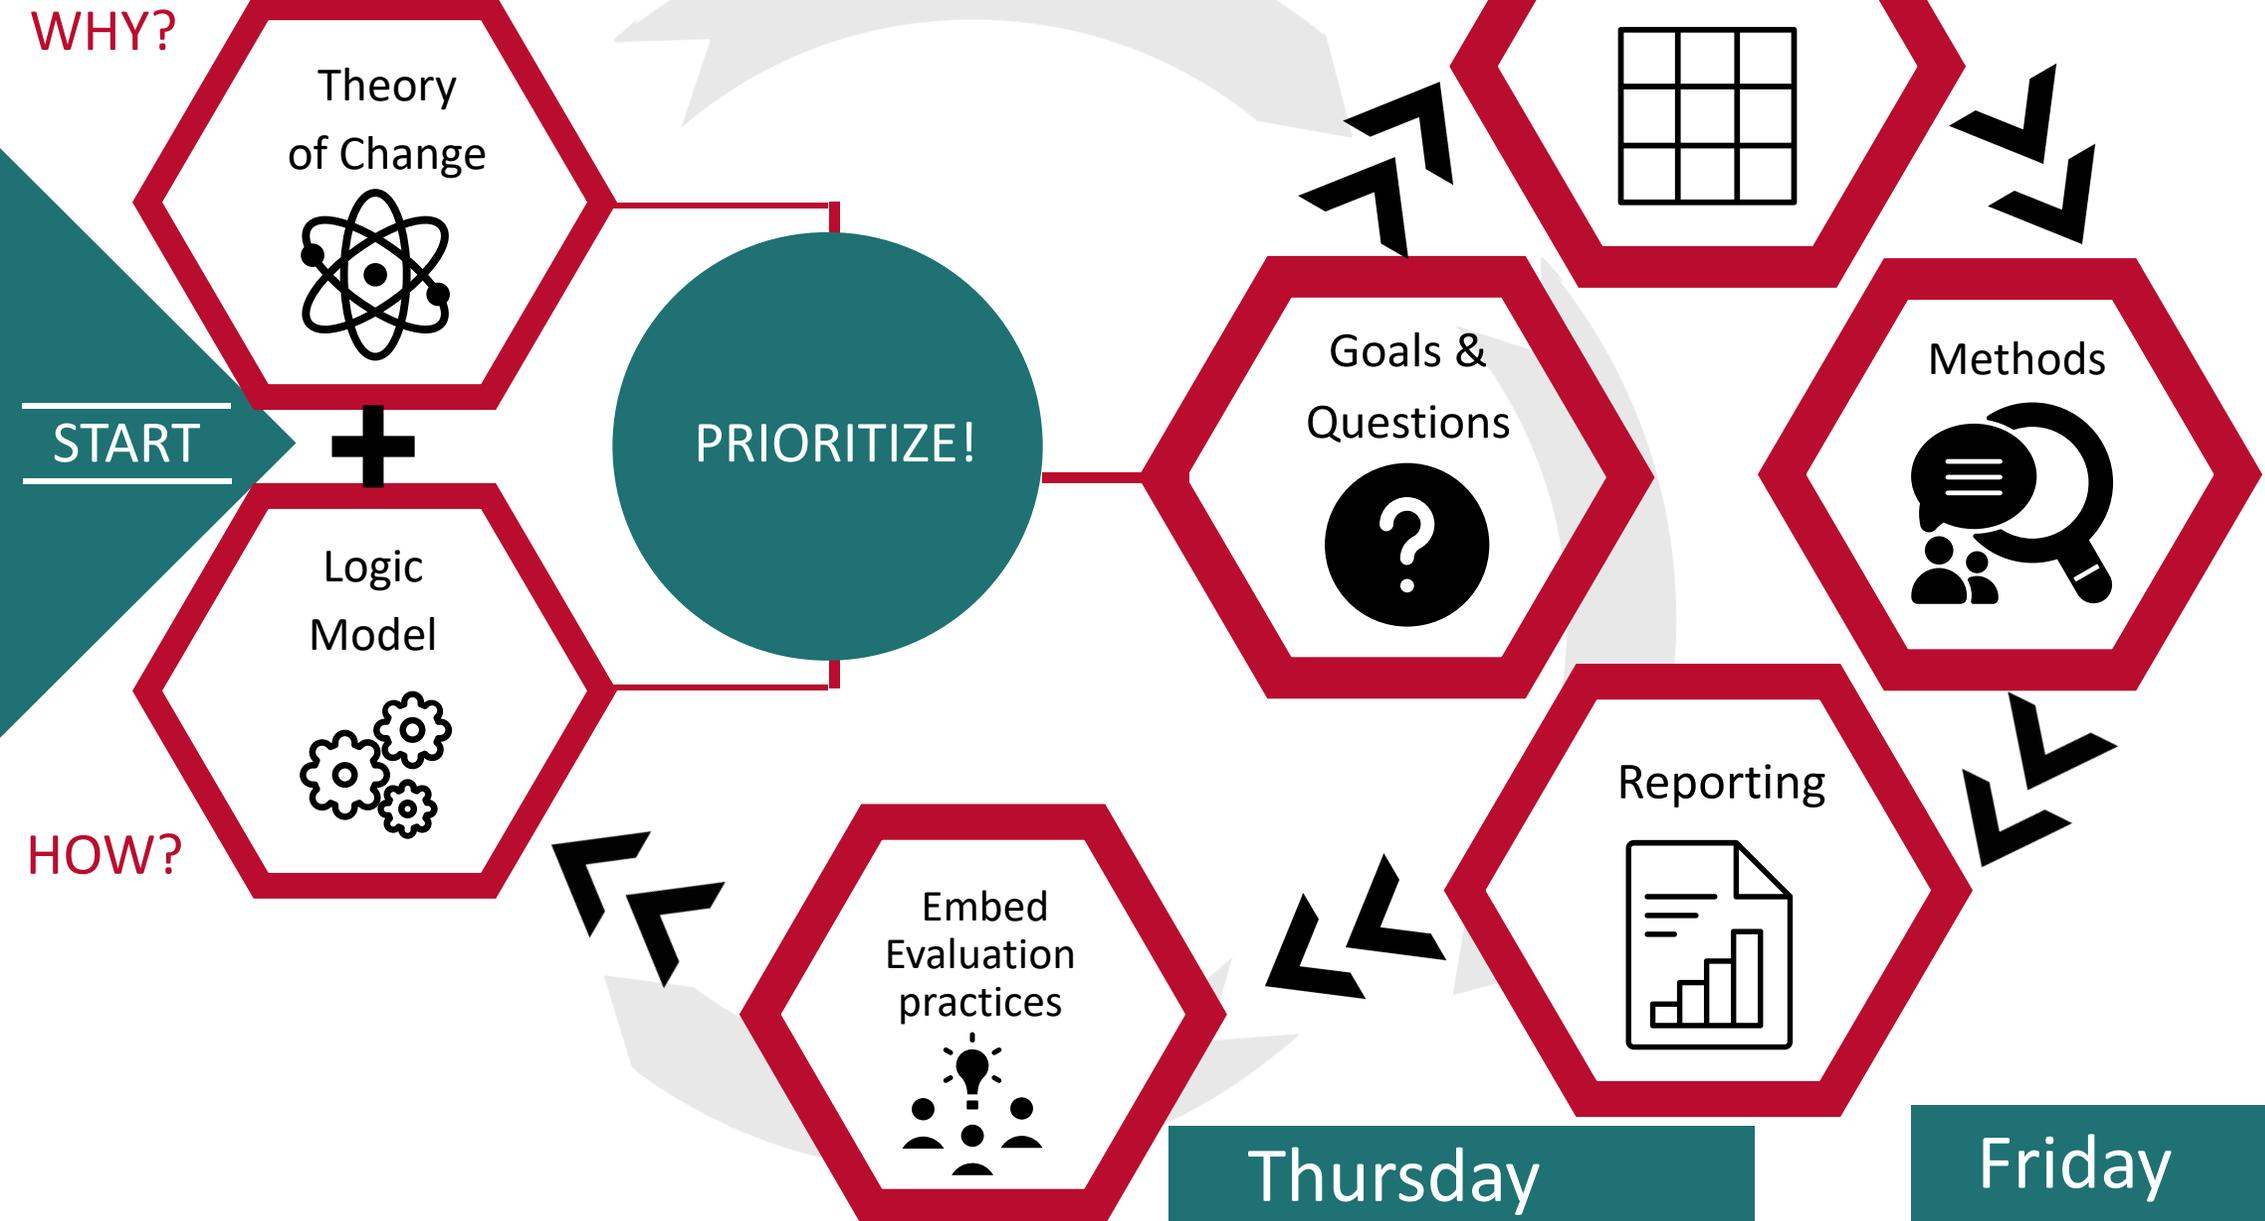 WHY?
Theory
of Change
START
PRIORITIZE!
Logic
Model
HOW?
Goals &
Questions
Methods
Reporting
Embed
Evaluation
practices
Thursday
Friday